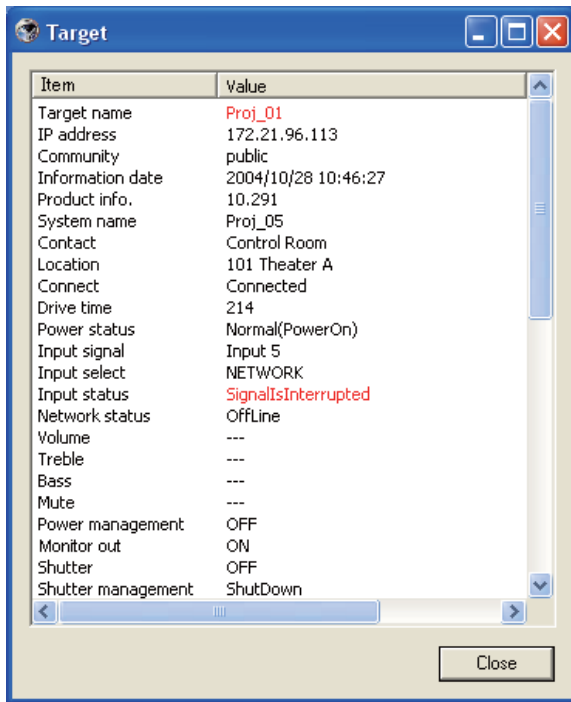 Target
Item Value
Target name Proj_01
IP address 172.21.96.113
Community public
Information date 2004/10/28 10:46:27
Product info. 10.291
System name Proj_05
Contact Control Room
Location 101 Theater A
Connect Connected
Drive time 214
Power status Normal(PowerOn)
Input signal Input 5
Input select NETWORK
Input status SignalIsInterrupted
Network status OffLine
Volume ---
Treble ---
Bass ---
Mute ---
Power management OFF
Monitor out ON
Shutter OFF
Shutter management ShutDown
Close